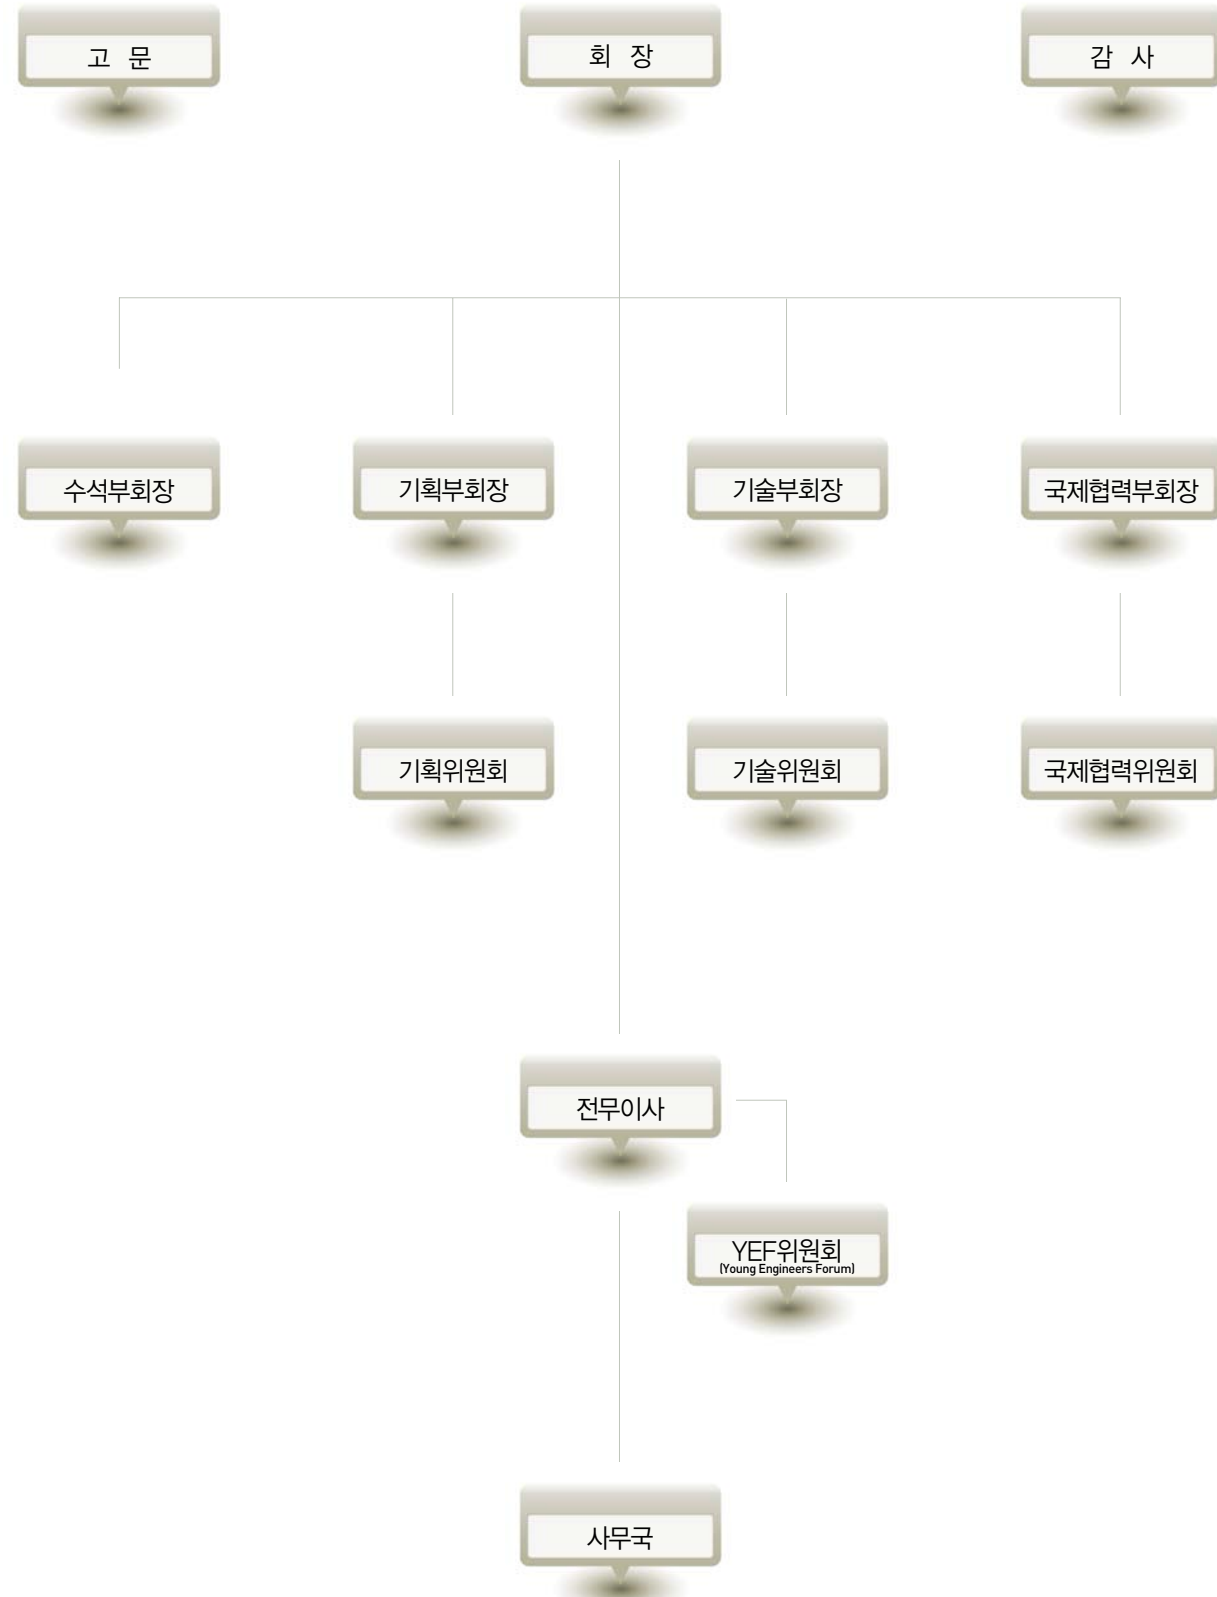 고 문
회 장
감 사
수석부회장
기획부회장
기술부회장
국제협력부회장
기획위원회
기술위원회
국제협력위원회
전무이사
YEF위원회
(Young Engineers Forum)
사무국